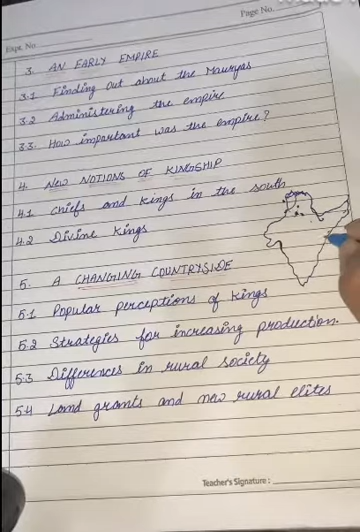 Page No.
Expt. No.
3. AN EARLY EMPIRE
3.1 Finding out about the Mauryas
3.2 Administering the empire
3.3. How important was the empire?
4. NEW NOTIONS OF KINGSHIP
4.1 Chiefs and kings in the south
4.2 Divine kings
5. A CHANGING COUNTRYSIDE
5.1 Popular perceptions of kings
5.2 Strategies for increasing production.
5.3 Differences in rural society
5.4 Land grants and new rural elites
Teacher's Signature :